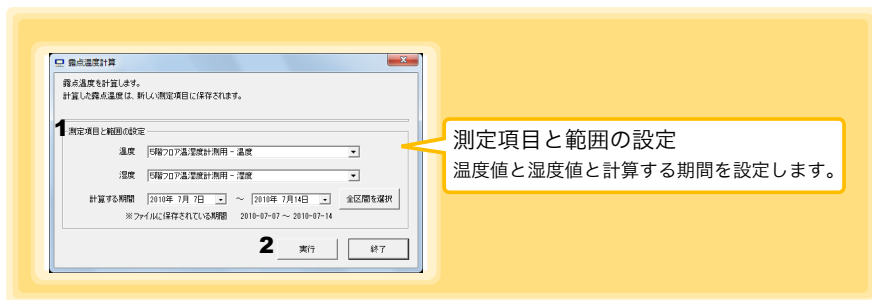 露点温度計算
露点温度を計算します。
計算した露点温度は、新しい測定項目に保存されます。
1
測定項目と範囲の設定
温度 5階フロア温湿度計測用 - 温度
湿度 5階フロア温湿度計測用 - 湿度
計算する期間 2010年 7月 7日 ～ 2010年 7月14日 全区間を選択
※ファイルに保存されている期間 2010-07-07 ～ 2010-07-14
2 実行 終了
測定項目と範囲の設定
温度値と湿度値と計算する期間を設定します。